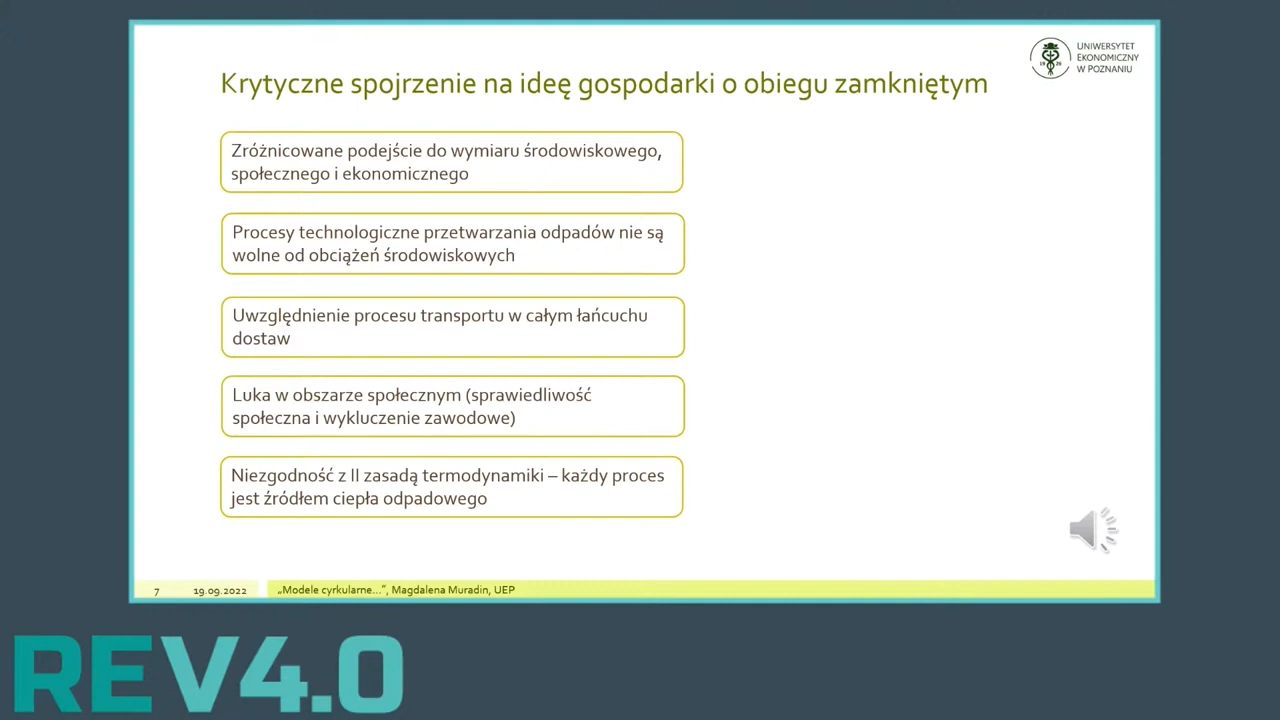 UNIWERSYTET
EKONOMICZNY
W POZNANIU
19 26
Krytyczne spojrzenie na ideę gospodarki o obiegu zamkniętym
Zróżnicowane podejście do wymiaru środowiskowego,
społecznego i ekonomicznego
Procesy technologiczne przetwarzania odpadów nie są
wolne od obciążeń środowiskowych
Uwzględnienie procesu transportu w całym łańcuchu
dostaw
Luka w obszarze społecznym (sprawiedliwość
społeczna i wykluczenie zawodowe)
Niezgodność z II zasadą termodynamiki – każdy proces
jest źródłem ciepła odpadowego
7 19.09.2022 „Modele cyrkularne...”, Magdalena Muradin, UEP
REV4.0